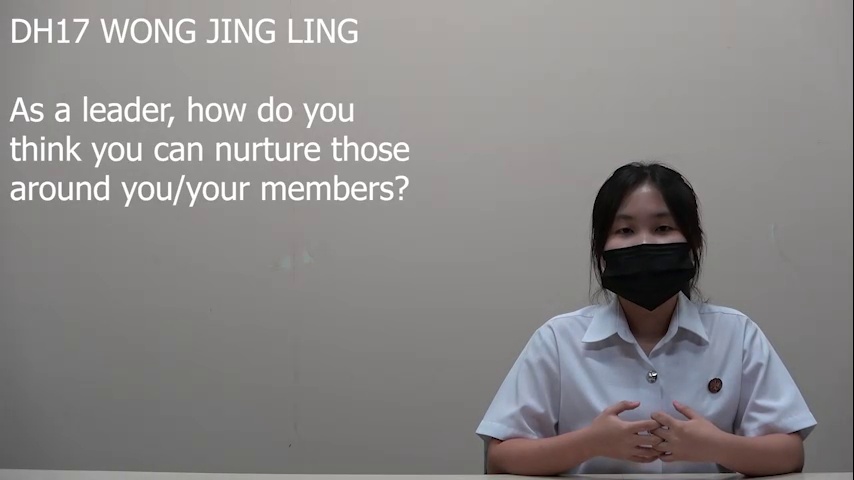 DH17 WONG JING LING
As a leader, how do you
think you can nurture those
around you/your members?